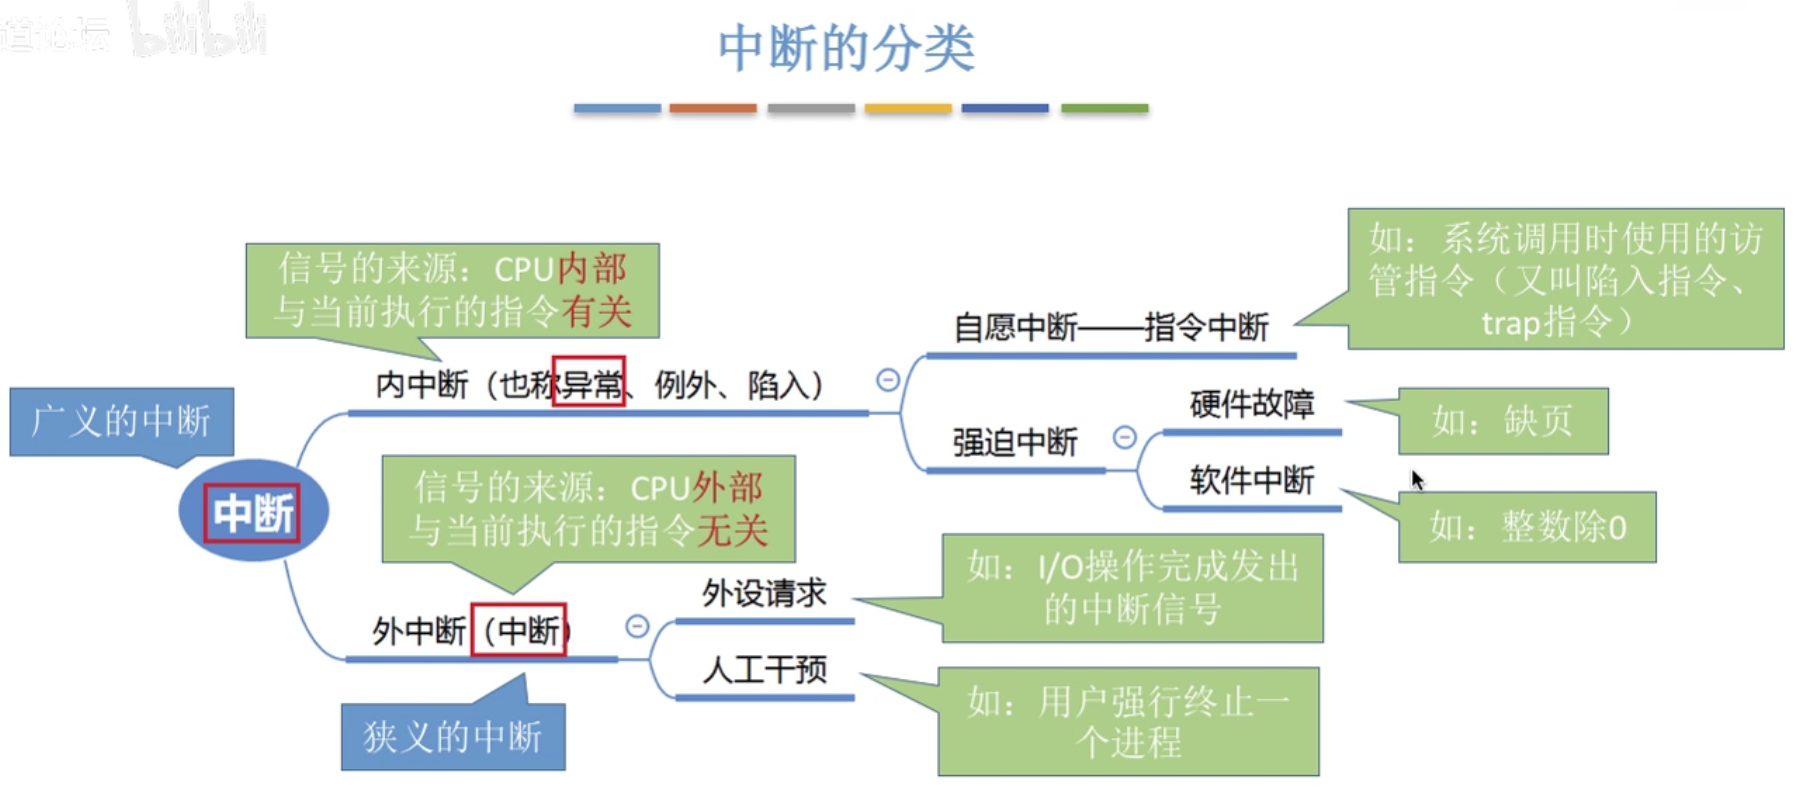 道论坛 bilibili
中断的分类
如：系统调用时使用的访
管指令（又叫陷入指令、
trap指令）
信号的来源：CPU内部
与当前执行的指令有关
自愿中断——指令中断
内中断（也称异常、例外、陷入）
广义的中断
硬件故障
如：缺页
强迫中断
信号的来源：CPU外部
与当前执行的指令无关
软件中断
如：整数除0
中断
如：I/O操作完成发出
的中断信号
外设请求
外中断（中断）
人工干预
如：用户强行终止一
个进程
狭义的中断